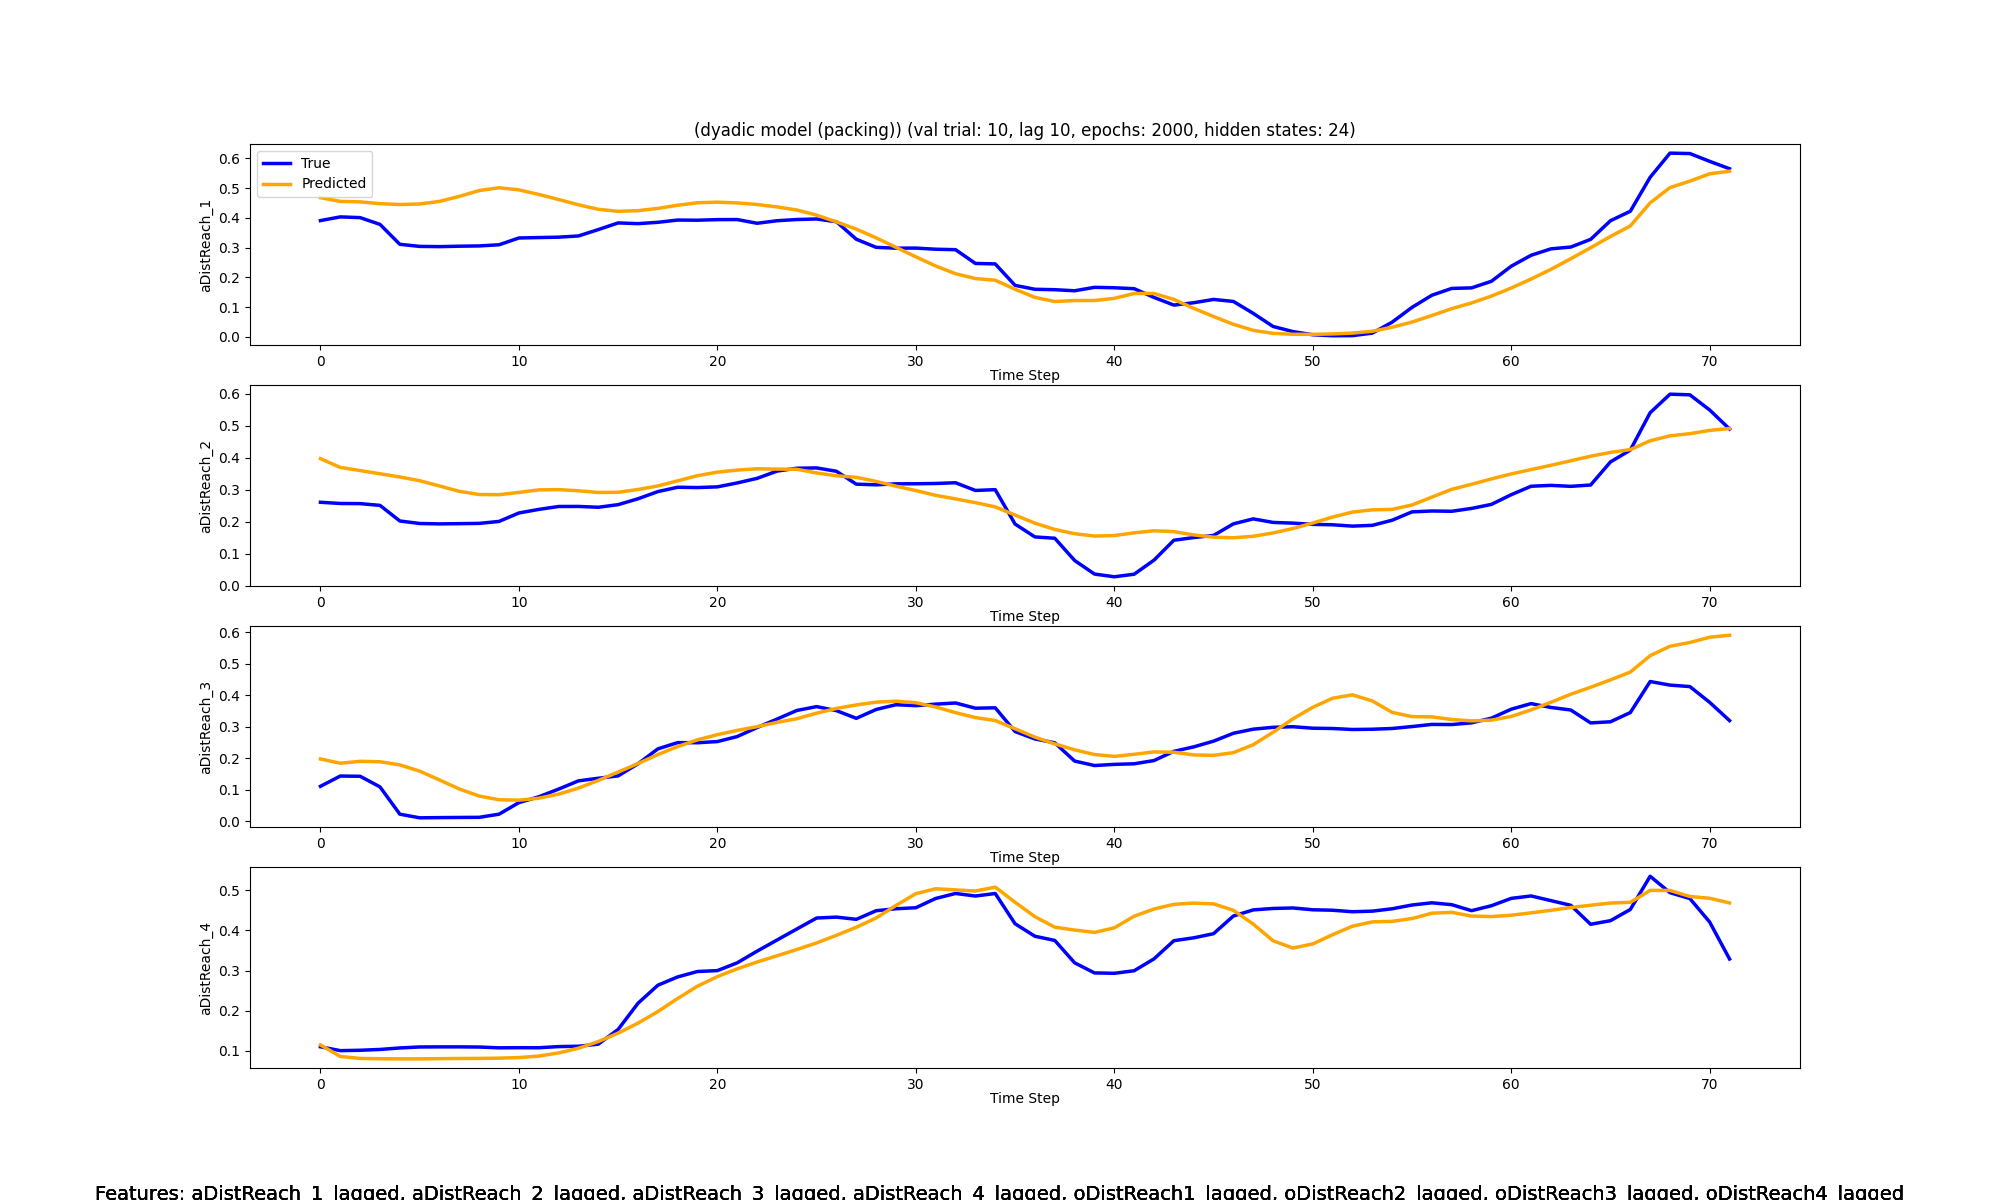 (dyadic model (packing)) (val trial: 10, lag 10, epochs: 2000, hidden states: 24)
True
Predicted
aDistReach_1
0.6
0.5
0.4
0.3
0.2
0.1
0.0
0 10 20 30 40 50 60 70
Time Step
aDistReach_2
0.6
0.5
0.4
0.3
0.2
0.1
0.0
0 10 20 30 40 50 60 70
Time Step
aDistReach_3
0.6
0.5
0.4
0.3
0.2
0.1
0.0
0 10 20 30 40 50 60 70
Time Step
aDistReach_4
0.5
0.4
0.3
0.2
0.1
0 10 20 30 40 50 60 70
Time Step
Features: aDistReach_1_lagged, aDistReach_2_lagged, aDistReach_3_lagged, aDistReach_4_lagged, oDistReach1_lagged, oDistReach2_lagged, oDistReach3_lagged, oDistReach4_lagged